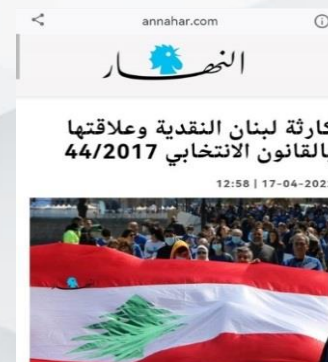 annahar.com
النهار
كارثة لبنان النقدية وعلاقتها
بالقانون الانتخابي 44/2017
12:58 | 17-04-202